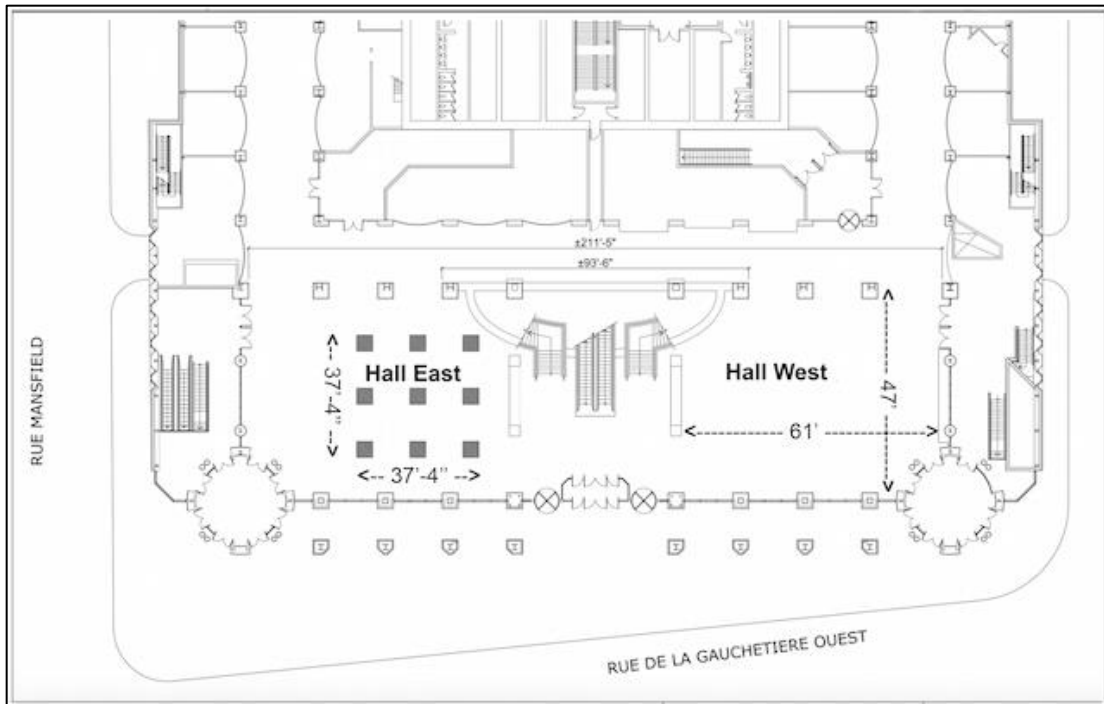 ±211'-5"
±93'-6"
Hall East
37'-4''
37'-4''
Hall West
47'
61'
RUE MANSFIELD
RUE DE LA GAUCHETIERE OUEST